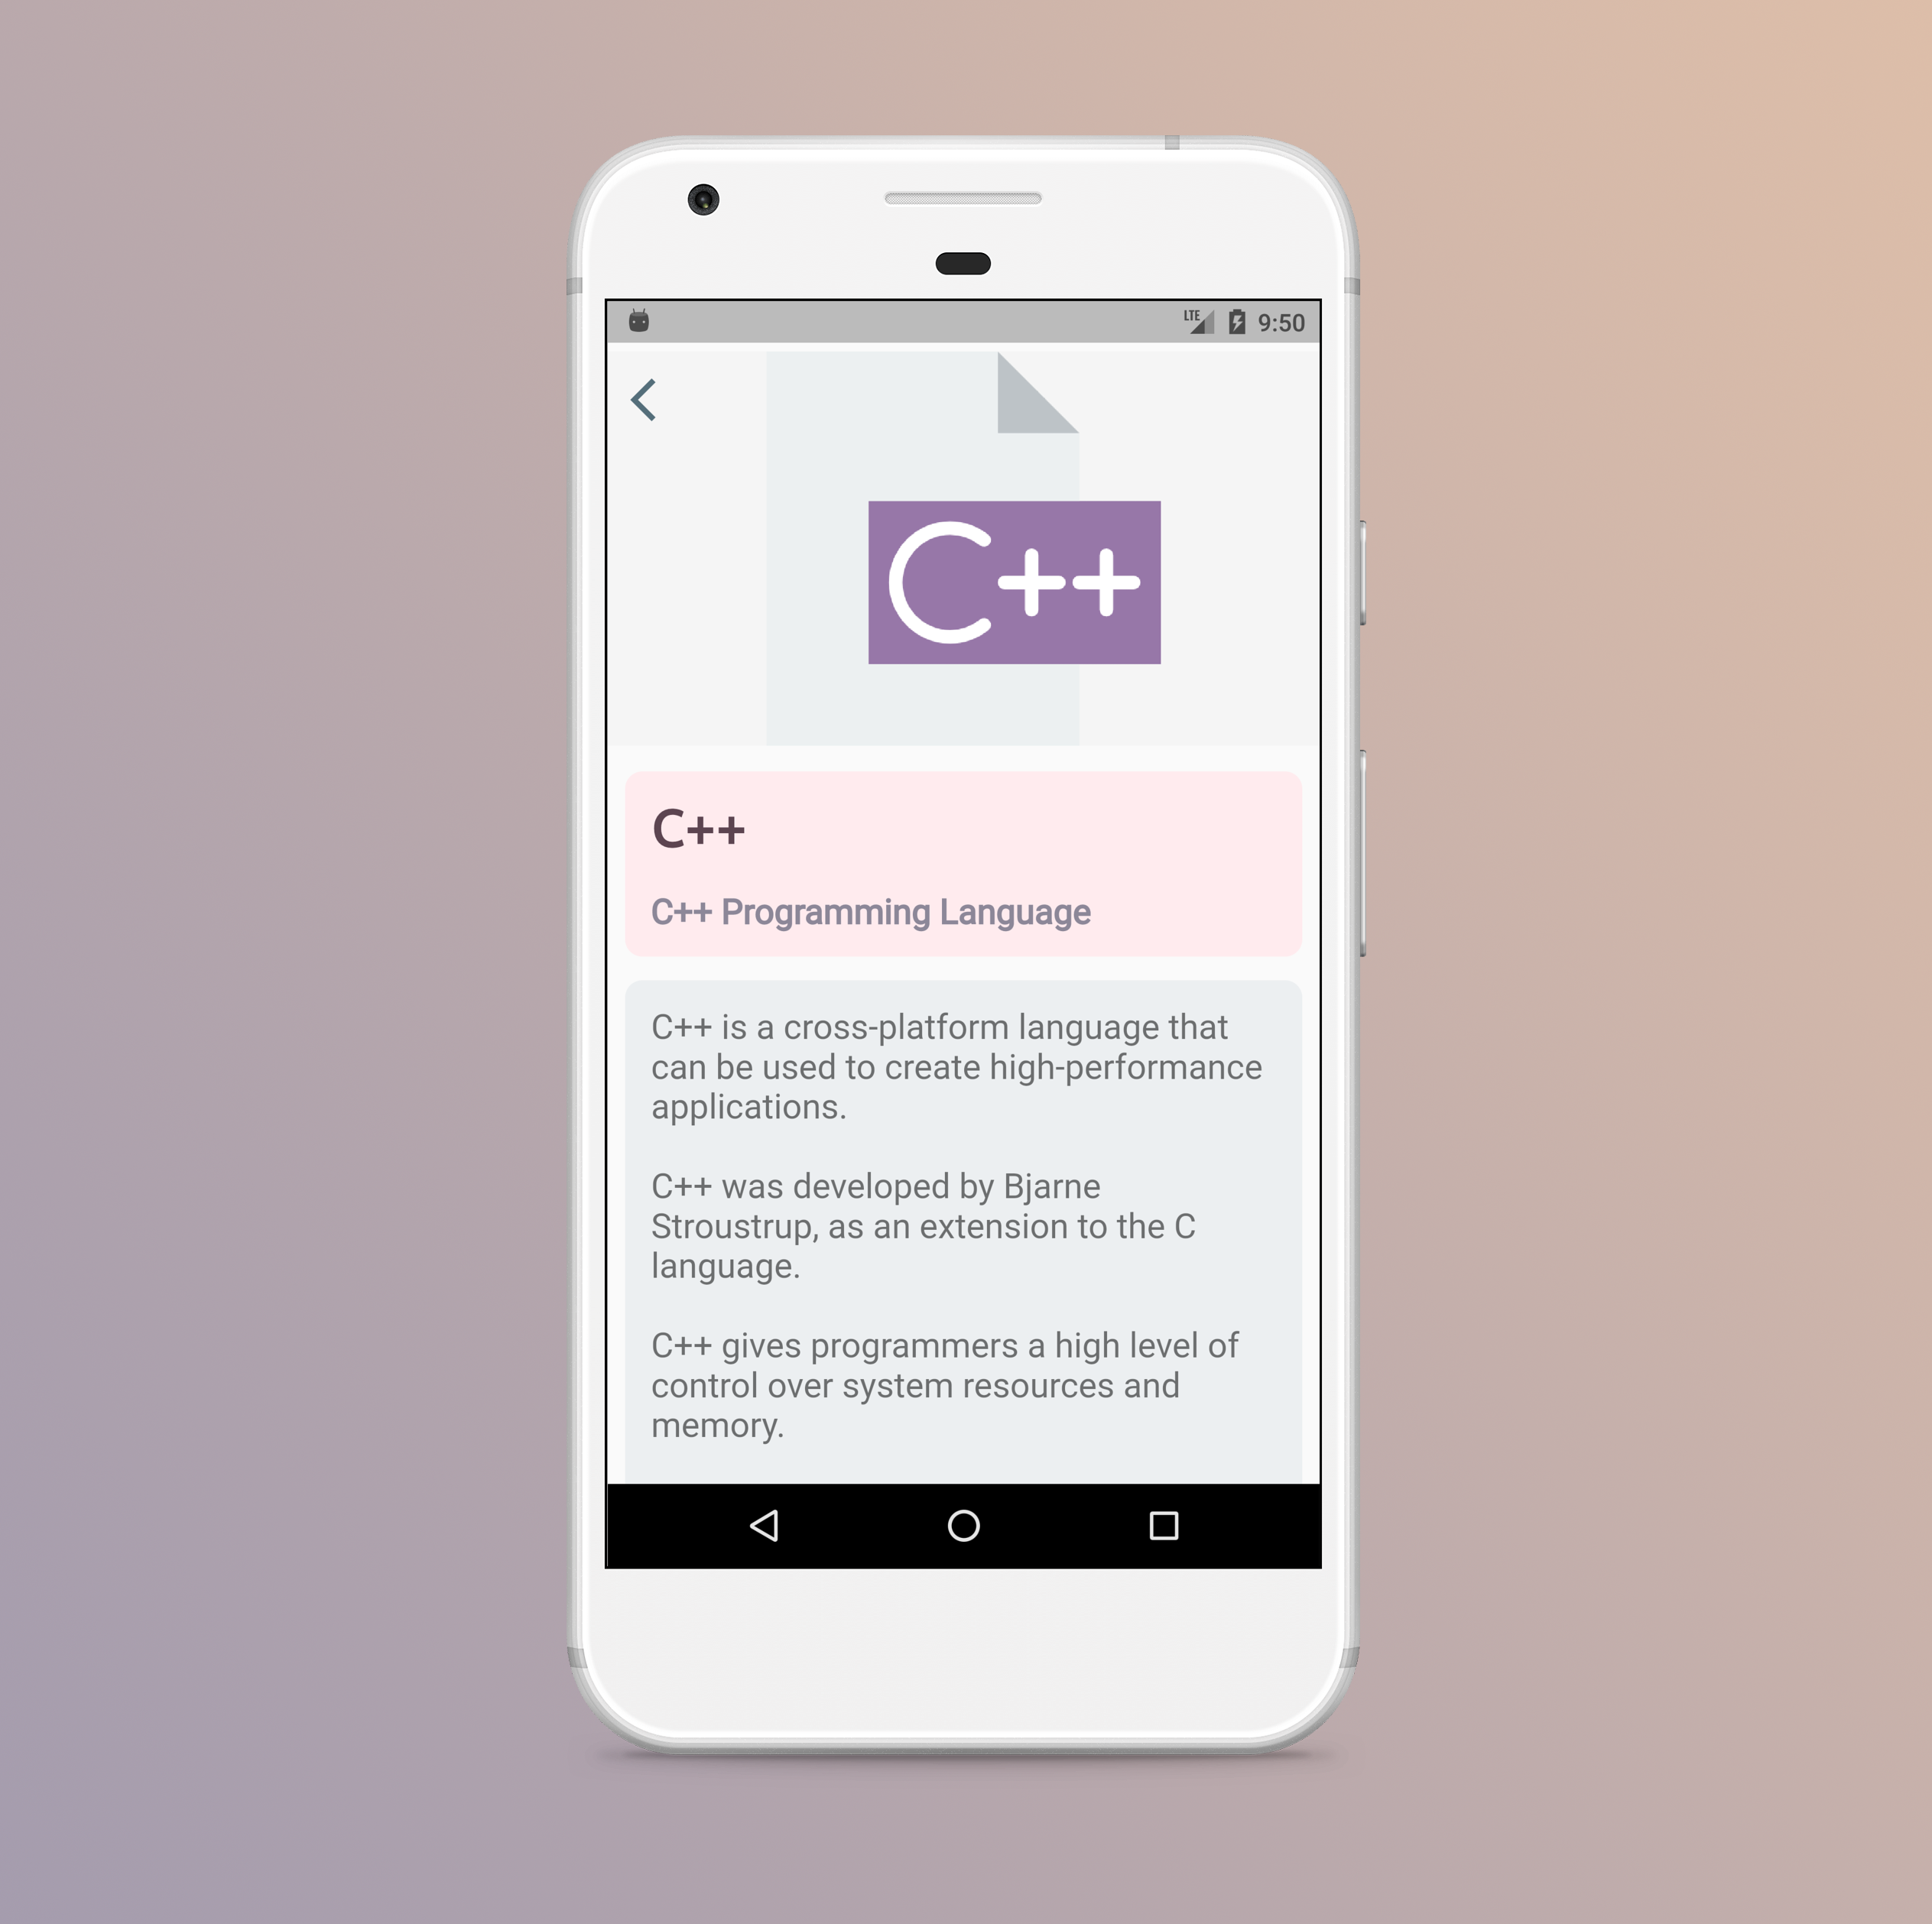 LTE 9:50
C++
C++
C++ Programming Language
C++ is a cross-platform language that
can be used to create high-performance
applications.
C++ was developed by Bjarne
Stroustrup, as an extension to the C
language.
C++ gives programmers a high level of
control over system resources and
memory.